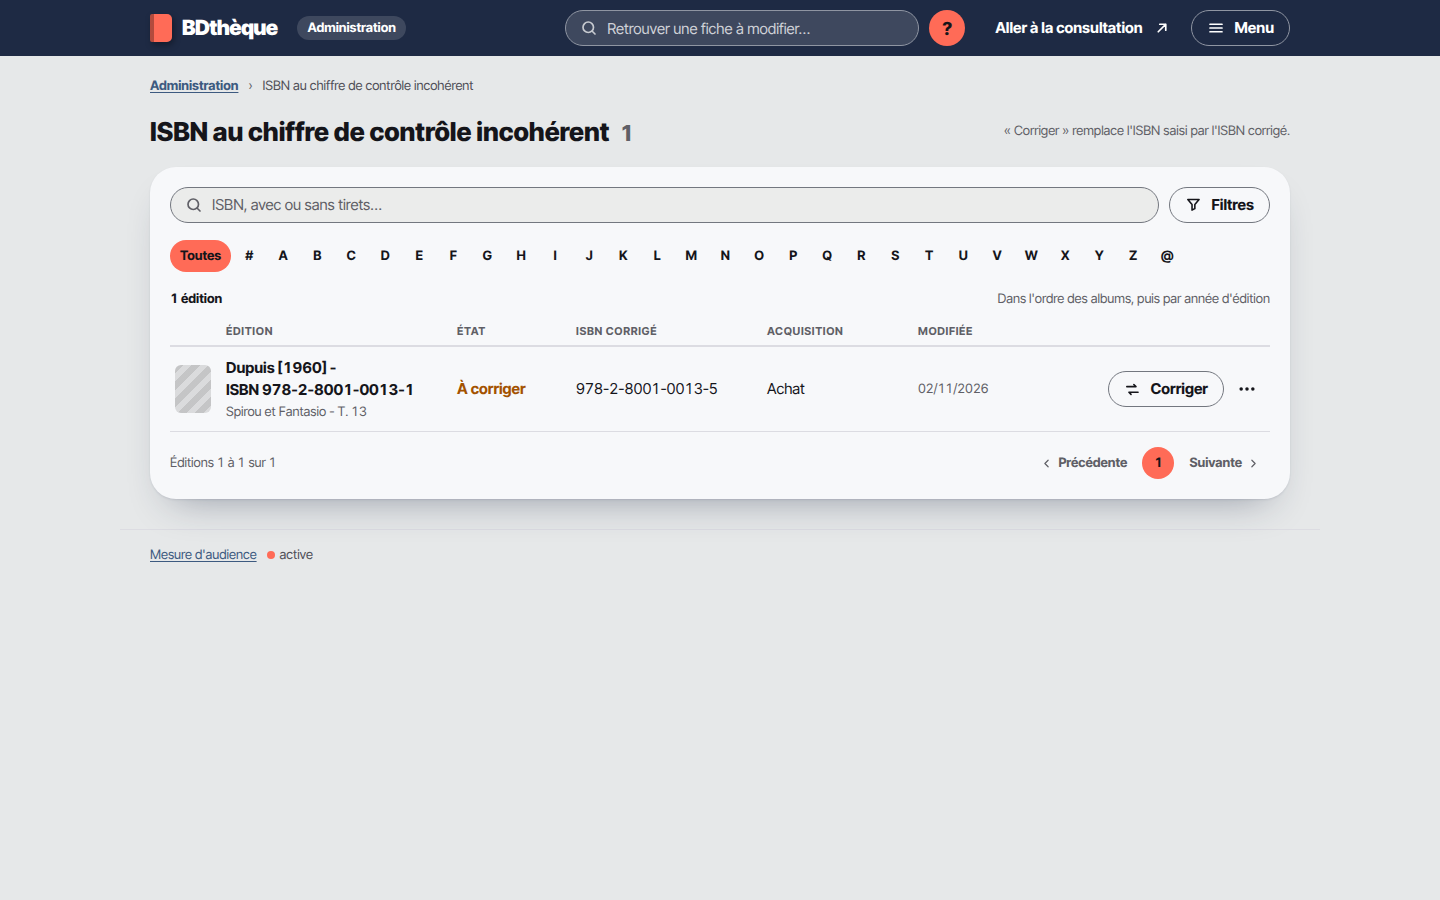 BDthèque
Administration
Retrouver une fiche à modifier...
?
Aller à la consultation
Menu
Administration › ISBN au chiffre de contrôle incohérent
ISBN au chiffre de contrôle incohérent 1
« Corriger » remplace l'ISBN saisi par l'ISBN corrigé.
ISBN, avec ou sans tirets...
Filtres
Toutes # A B C D E F G H I J K L M N O P Q R S T U V W X Y Z @
1 édition
Dans l'ordre des albums, puis par année d'édition
ÉDITION ÉTAT ISBN CORRIGÉ ACQUISITION MODIFIÉE
Dupuis [1960] -
ISBN 978-2-8001-0013-1
Spirou et Fantasio - T. 13
À corriger
978-2-8001-0013-5
Achat
02/11/2026
Corriger
Éditions 1 à 1 sur 1
‹ Précédente 1 Suivante ›
Mesure d'audience active